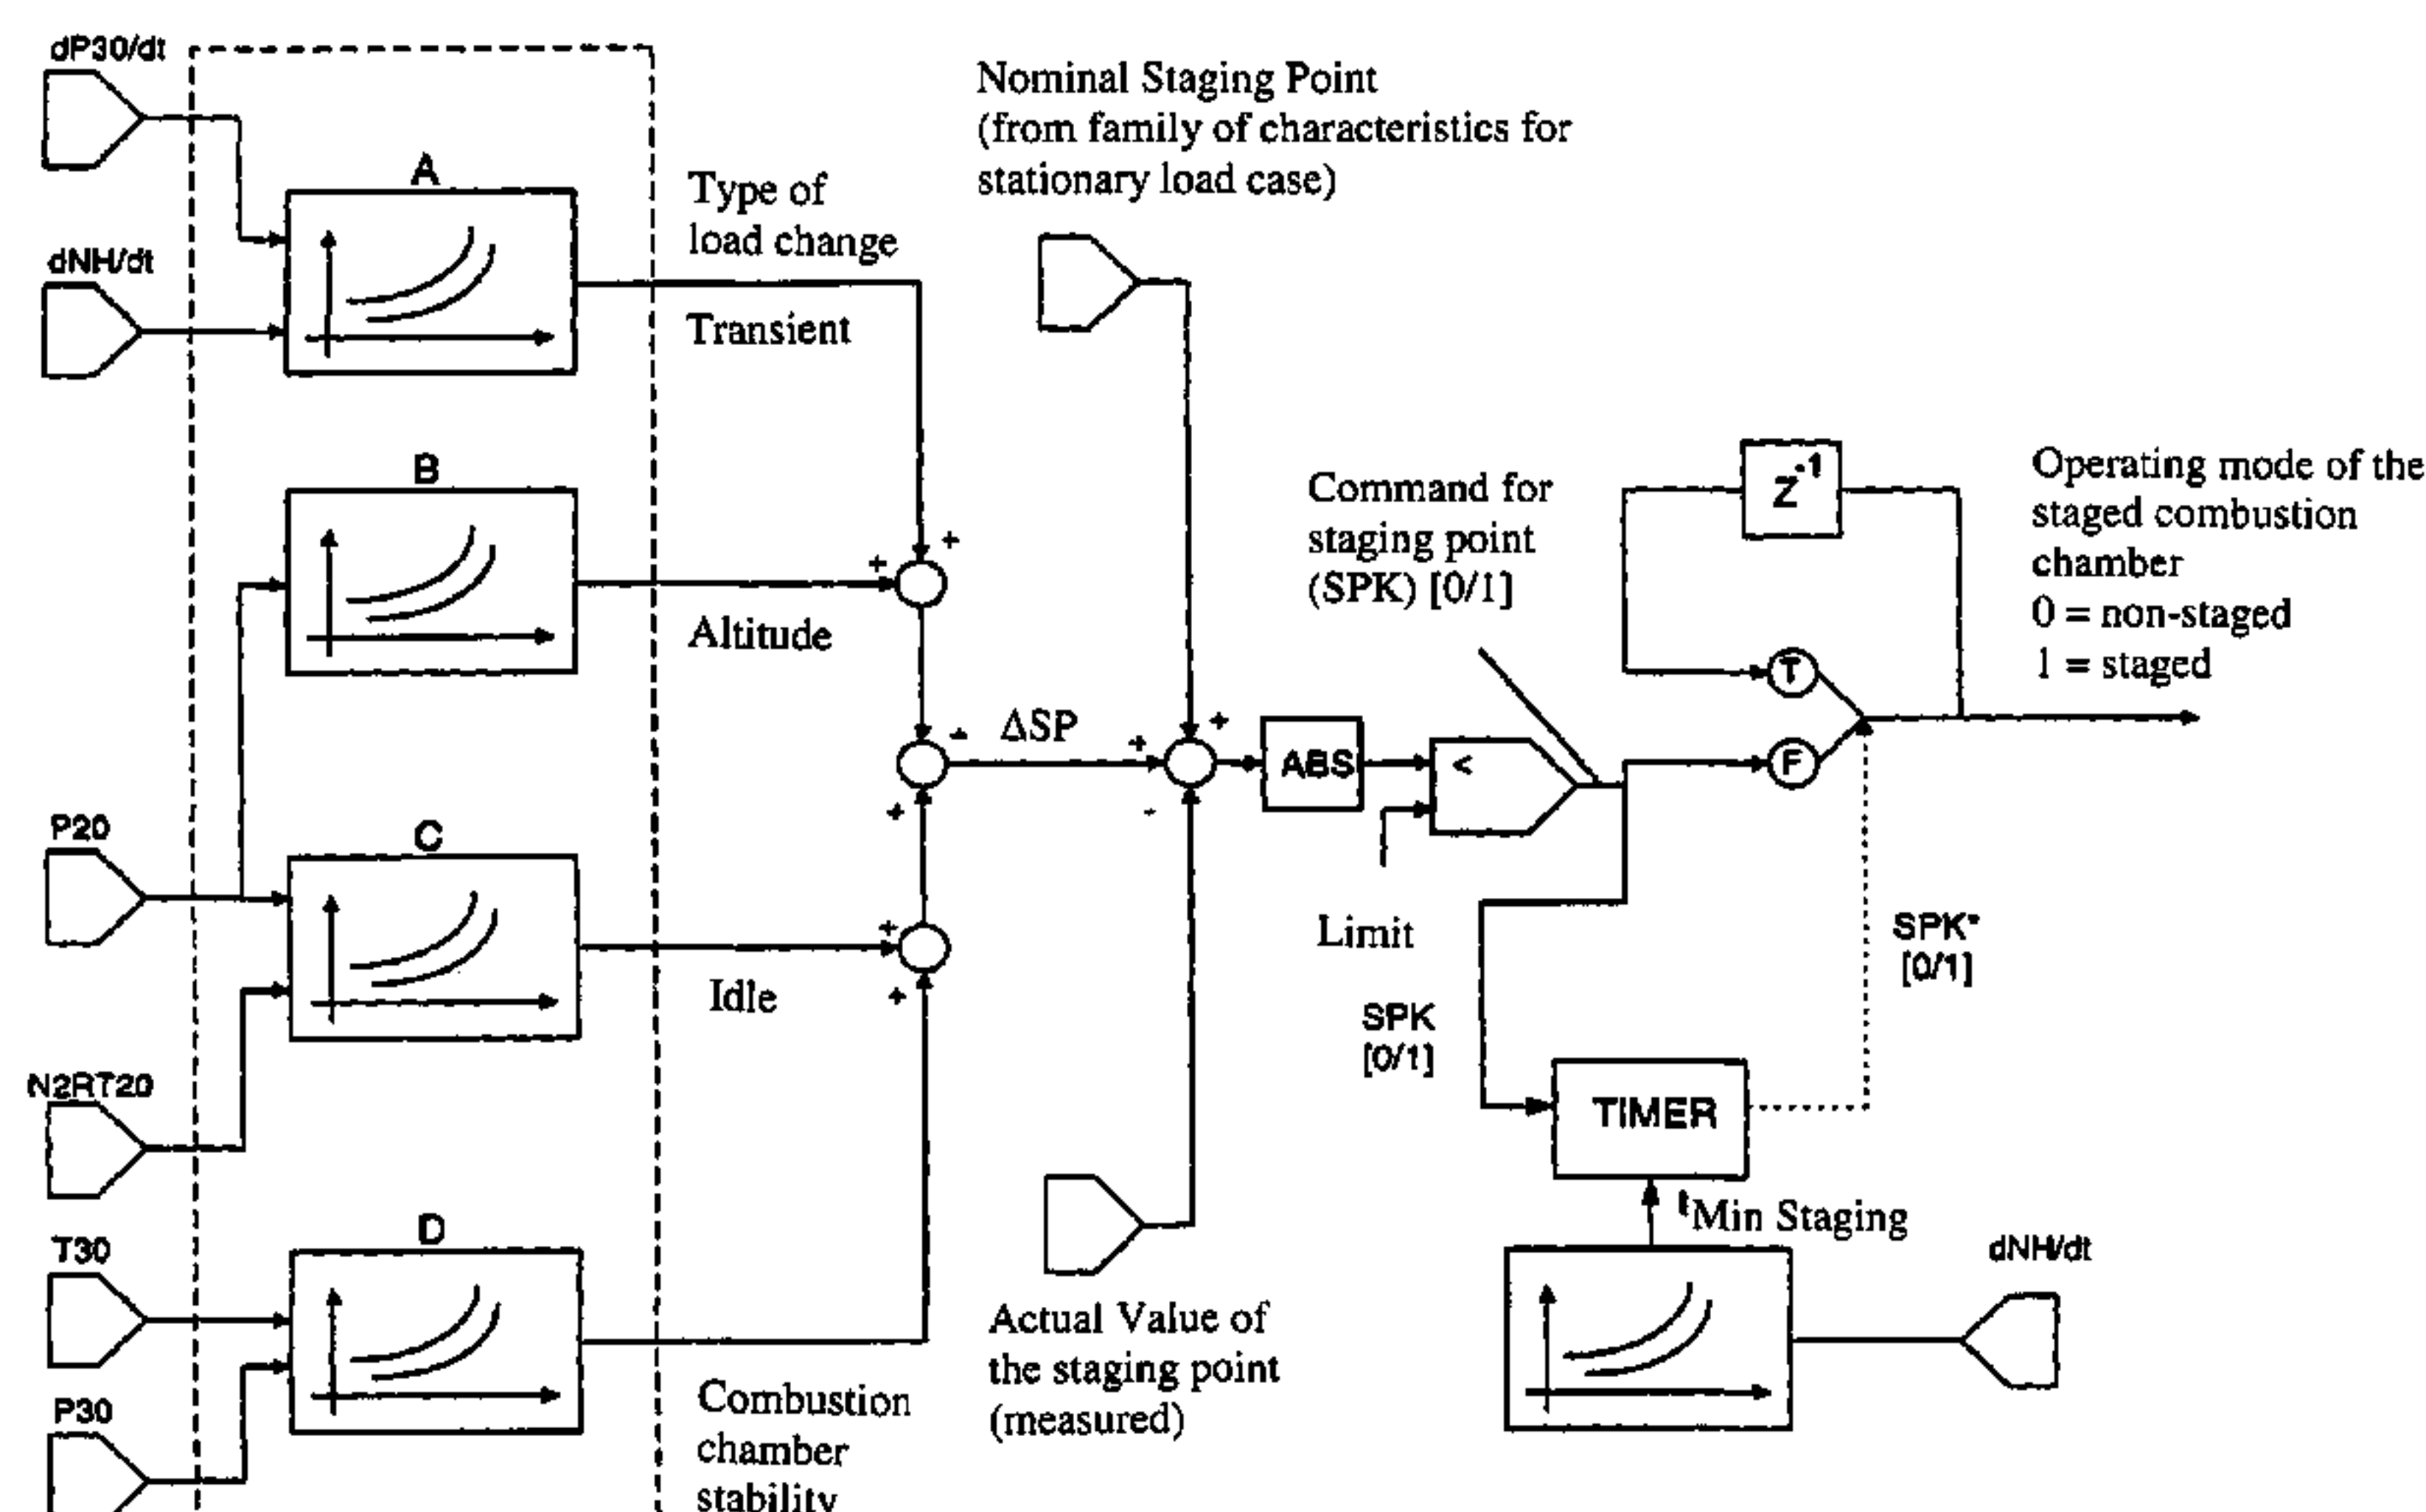 dP30/dt
dNH/dt
A
Type of
load change
Transient
Nominal Staging Point
(from family of characteristics for
stationary load case)
B
Altitude
+
+
Command for
staging point
(SPK) [0/1]
Z-1
Operating mode of the
staged combustion
chamber
0 = non-staged
1 = staged
T
F
+
ΔSP
+
+
-
ABS
<
P20
C
Idle
+
+
Limit
SPK
[0/1]
SPK*
[0/1]
N2RT20
TIMER
tMin Staging
dNH/dt
T30
D
P30
Combustion
chamber
stability
Actual Value of
the staging point
(measured)